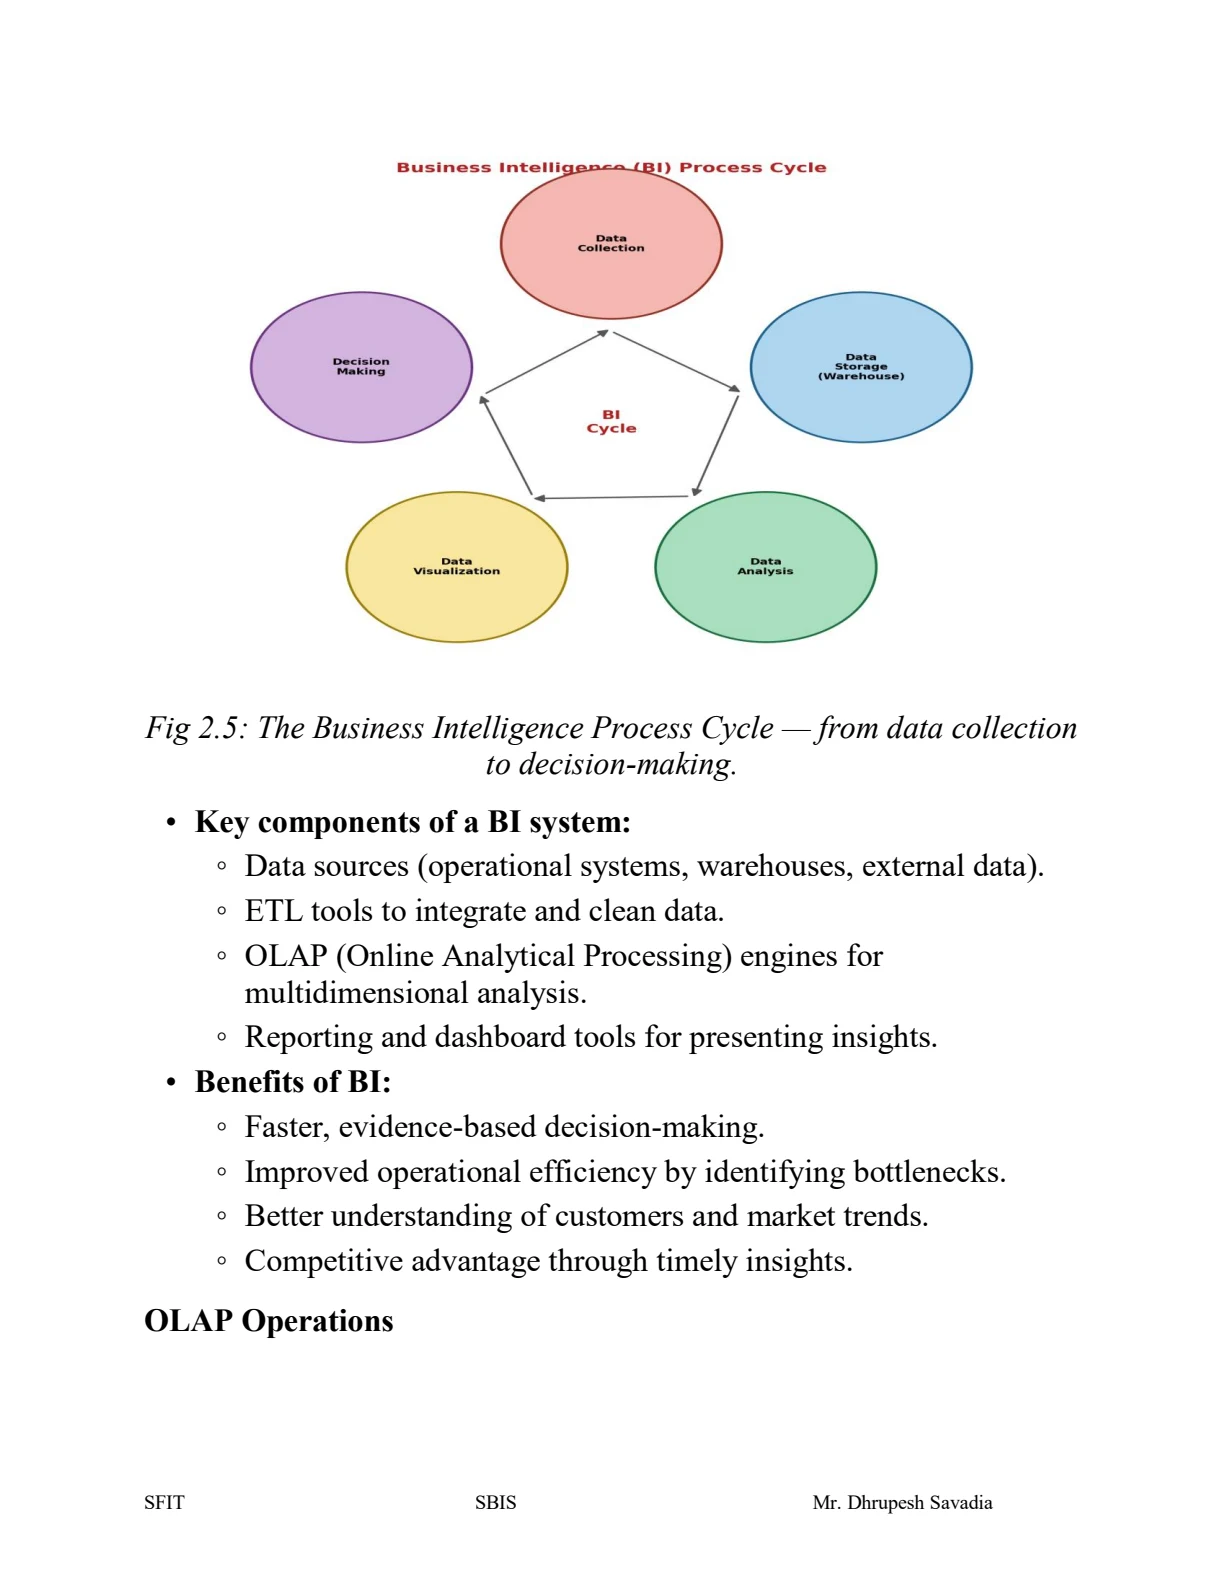 Business Intelligence (BI) Process Cycle
Data
Collection
Decision
Making
Data
Storage
(Warehouse)
BI
Cycle
Data
Visualization
Data
Analysis
Fig 2.5: The Business Intelligence Process Cycle — from data collection
to decision-making.
• Key components of a BI system:
◦ Data sources (operational systems, warehouses, external data).
◦ ETL tools to integrate and clean data.
◦ OLAP (Online Analytical Processing) engines for
multidimensional analysis.
◦ Reporting and dashboard tools for presenting insights.
• Benefits of BI:
◦ Faster, evidence-based decision-making.
◦ Improved operational efficiency by identifying bottlenecks.
◦ Better understanding of customers and market trends.
◦ Competitive advantage through timely insights.
OLAP Operations
SFIT SBIS Mr. Dhrupesh Savadia